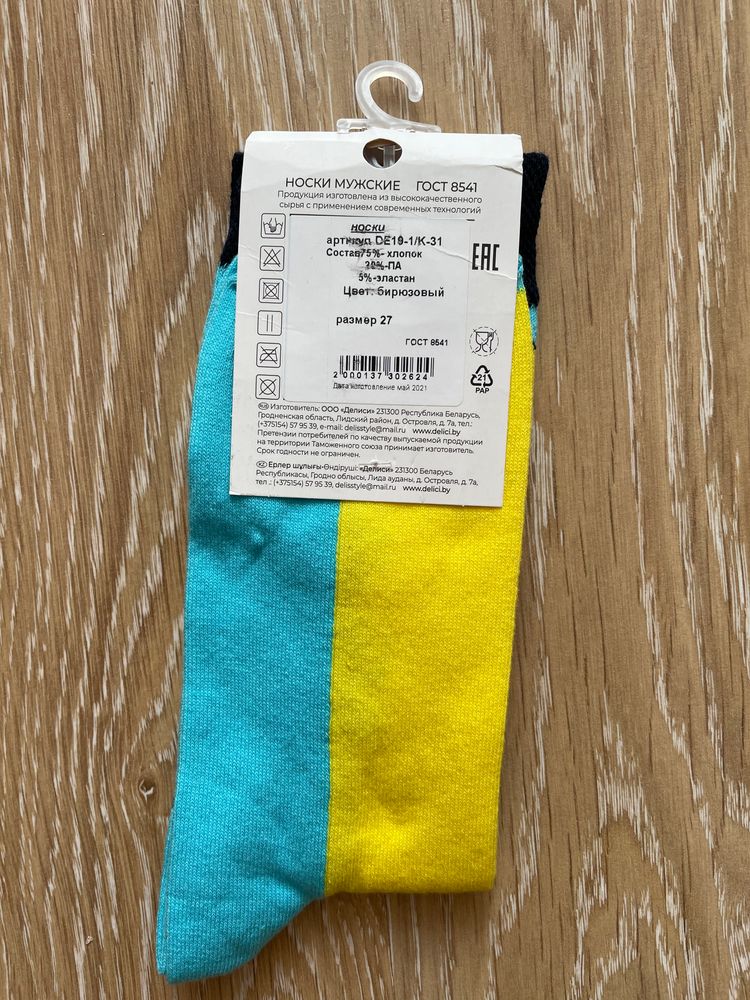 НОСКИ МУЖСКИЕ ГОСТ 8541
Продукция изготовлена из высококачественного
сырья с применением современных технологий
носки
артикул DE19-1/К-31
Состав75%- хлопок
20%-ПА
5%-эластан
Цвет: бирюзовый
размер 27
ГОСТ 8541
2 000137 302624
Дата изготовление май 2021
EAC
21
PAP
Изготовитель: ООО «Делиси» 231300 Республика Беларусь,
Гродненская область, Лидский район, д. Островля, д. 7а, тел.:
(+375154) 57 95 39, e-mail: delisstyle@mail.ru www.delici.by
Претензии потребителей по качеству выпускаемой продукции
на территории Таможенного союза принимает изготовитель.
Срок годности не ограничен.
KZ Ерлер шұлығы-Өндіруші: «Делиси» 231300 Беларусь
Республикасы, Гродно облысы, Лида ауданы, д. Островля, д. 7а,
тел .: (+375154) 57 95 39, delisstyle@mail.ru www.delici.by